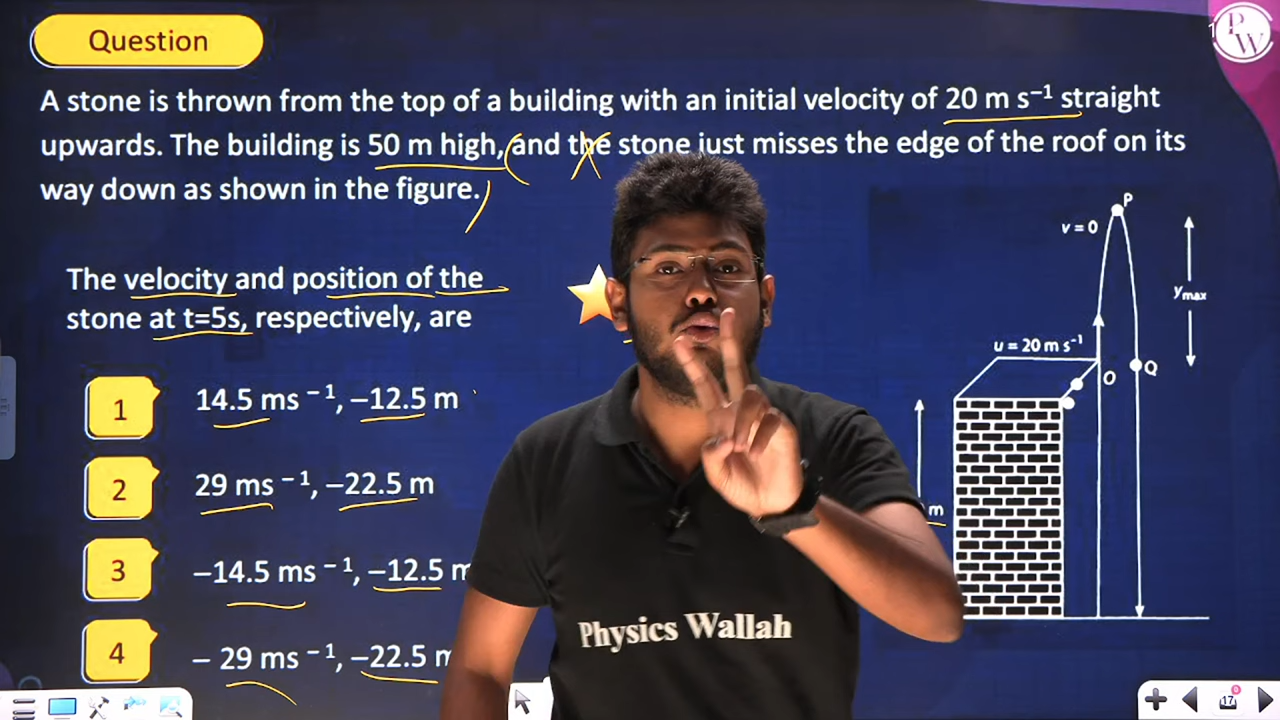 Question
A stone is thrown from the top of a building with an initial velocity of 20 m s⁻¹ straight
upwards. The building is 50 m high, and the stone just misses the edge of the roof on its
way down as shown in the figure.
The velocity and position of the
stone at t=5s, respectively, are
1 14.5 ms ⁻¹, −12.5 m
2 29 ms ⁻¹, −22.5 m
3 −14.5 ms ⁻¹, −12.5 m
4 − 29 ms ⁻¹, −22.5 m
P
v = 0
yₘₐₓ
u = 20 m s⁻¹
O
Q
m
Physics Wallah
PW
17